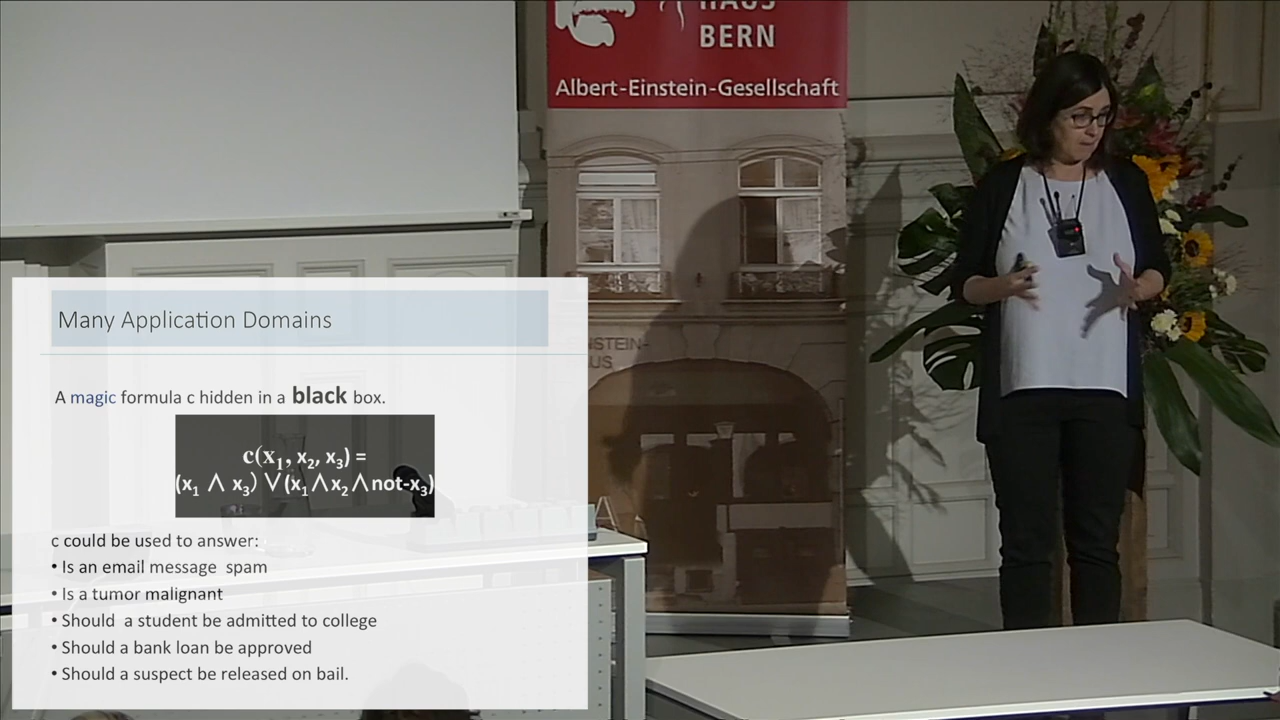 HAUS
BERN
Albert-Einstein-Gesellschaft
Many Application Domains
A magic formula c hidden in a black box.
c(x₁, x₂, x₃) =
(x₁ ∧ x₃) ∨(x₁∧x₂∧not-x₃)
c could be used to answer:
• Is an email message spam
• Is a tumor malignant
• Should a student be admitted to college
• Should a bank loan be approved
• Should a suspect be released on bail.